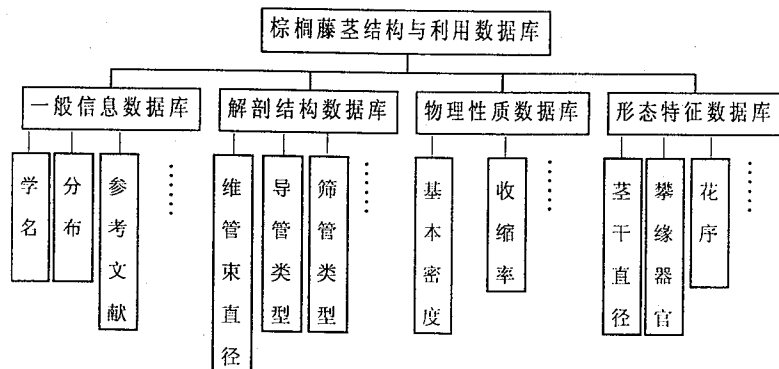 棕榈藤茎结构与利用数据库
一般信息数据库
解剖结构数据库
物理性质数据库
形态特征数据库
学名
分布
参考文献
……
维管束直径
导管类型
筛管类型
……
基本密度
收缩率
……
茎干直径
攀缘器官
花序
……